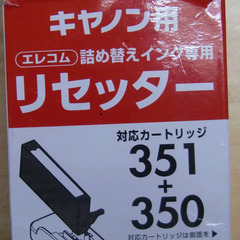 キヤノン用
エレコム 詰め替えインク専用
リセッター
対応カートリッジ
351
+
350
対応カートリッジは側面を▶